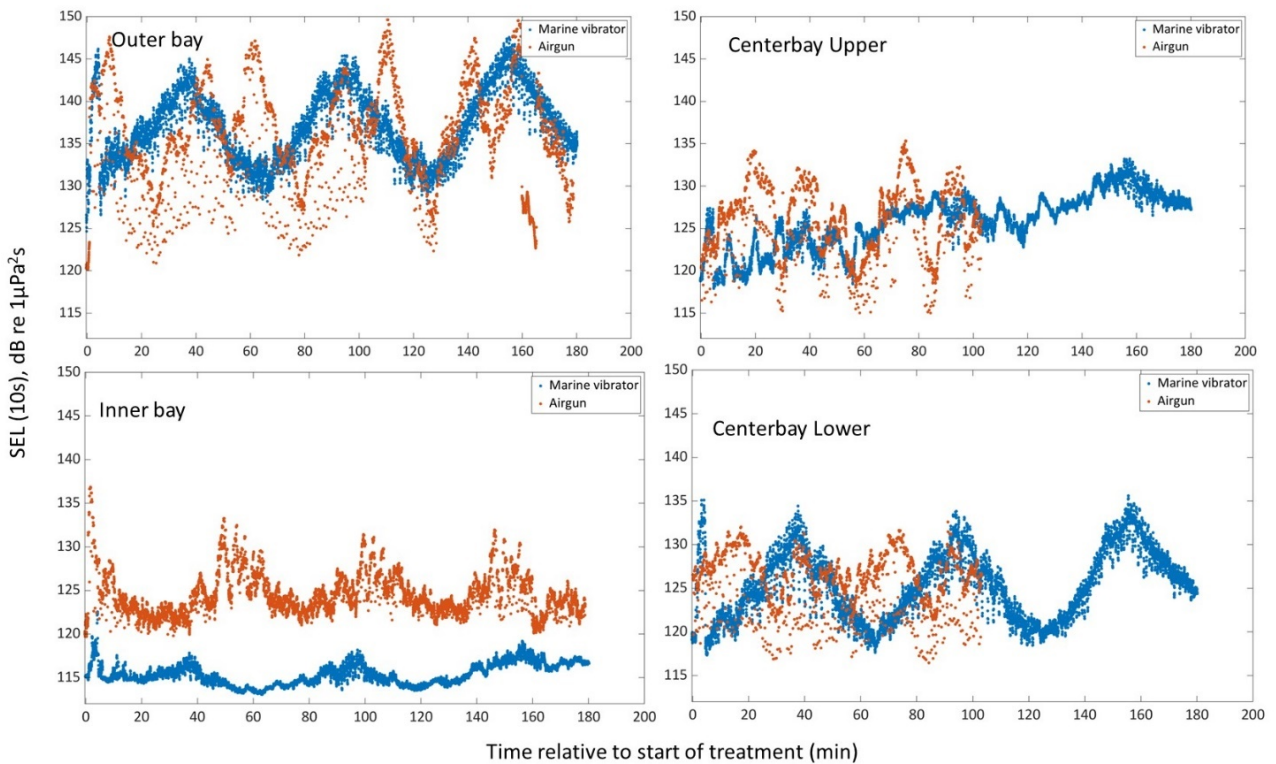 SEL (10s), dB re 1µPa²s
150
145
140
135
130
125
120
115
Outer bay
Marine vibrator
Airgun
0 20 40 60 80 100 120 140 160 180 200
150
145
140
135
130
125
120
115
Centerbay Upper
Marine vibrator
Airgun
0 20 40 60 80 100 120 140 160 180 200
150
145
140
135
130
125
120
115
Inner bay
Marine vibrator
Airgun
0 20 40 60 80 100 120 140 160 180 200
150
145
140
135
130
125
120
115
Centerbay Lower
Marine vibrator
Airgun
0 20 40 60 80 100 120 140 160 180 200
Time relative to start of treatment (min)